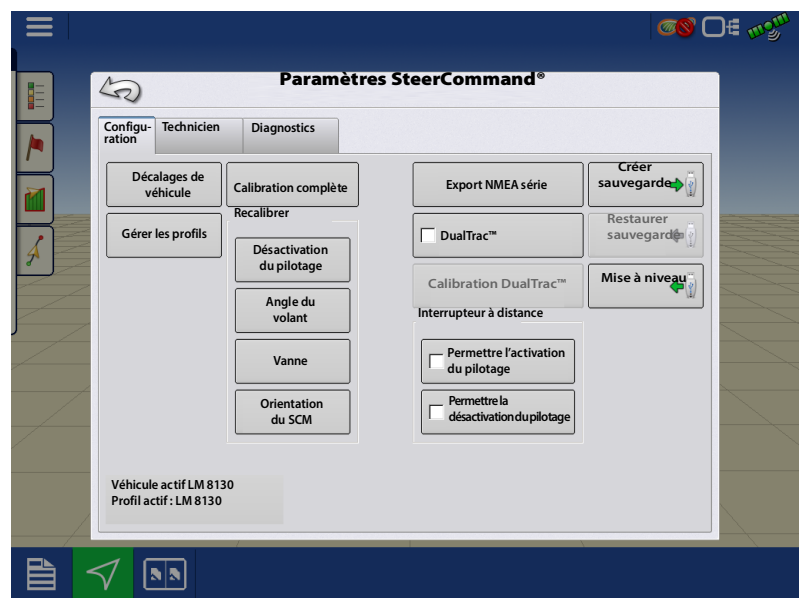 Paramètres SteerCommand®
Configu-
ration
Technicien
Diagnostics
Décalages de
véhicule
Calibration complète
Gérer les profils
Recalibrer
Désactivation
du pilotage
Angle du
volant
Vanne
Orientation
du SCM
Export NMEA série
DualTrac™
Calibration DualTrac™
Interrupteur à distance
Permettre l'activation
du pilotage
Permettre la
désactivation du pilotage
Créer
sauvegarde
Restaurer
sauvegarde
Mise à niveau
Véhicule actif LM 8130
Profil actif : LM 8130